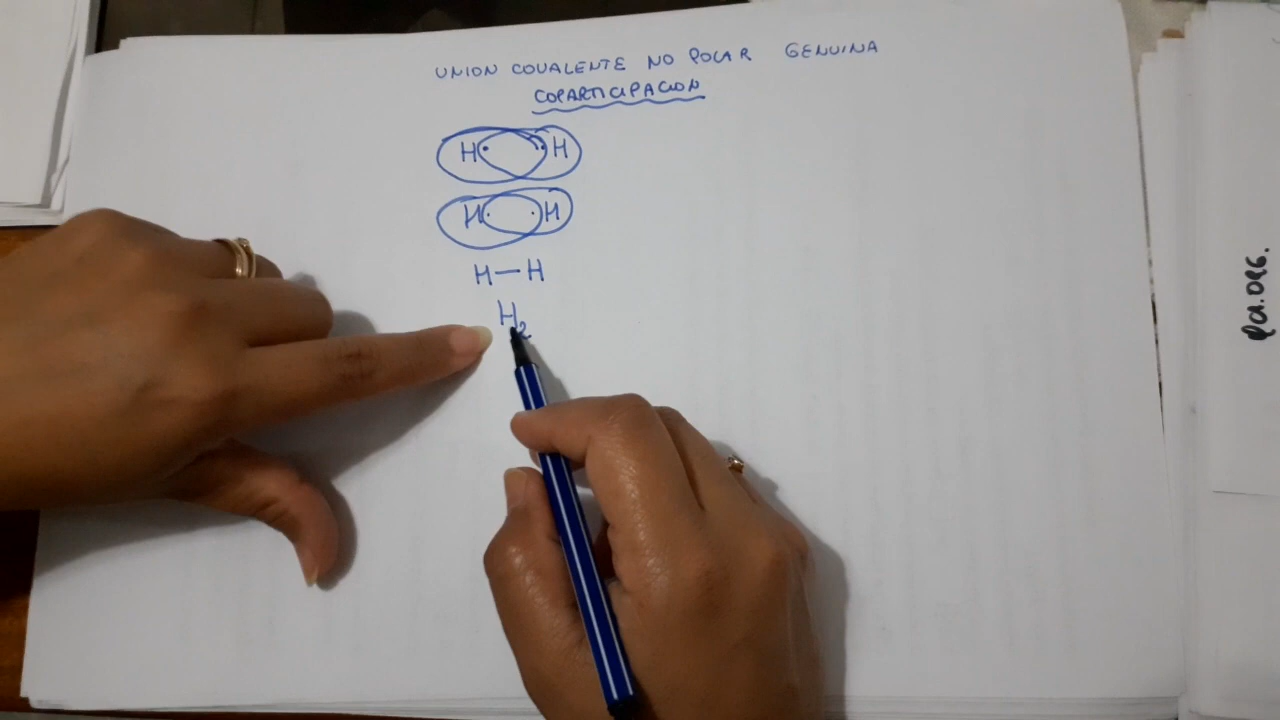 UNION COVALENTE NO POLAR GENUINA
COPARTICIPACION
H· ·H
H· ·H
H—H
H₂